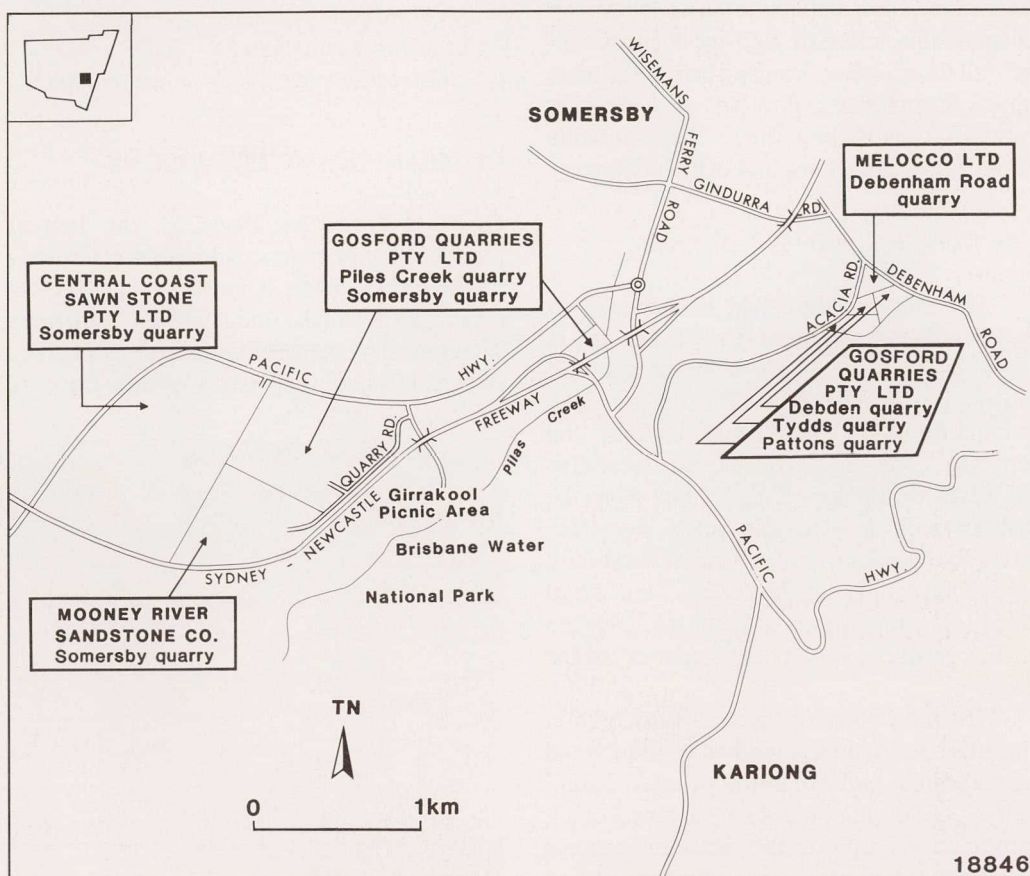 WISEMANS
FERRY
ROAD
SOMERSBY
GINDURRA
RD.
MELOCCO LTD
Debenham Road
quarry
GOSFORD QUARRIES
PTY LTD
Piles Creek quarry
Somersby quarry
CENTRAL COAST
SAWN STONE
PTY LTD
Somersby quarry
ACACIA RD.
DEBENHAM
ROAD
PACIFIC
HWY.
GOSFORD
QUARRIES
PTY LTD
Debden quarry
Tydds quarry
Pattons quarry
QUARRY RD.
FREEWAY
Piles Creek
Girrakool
Picnic Area
SYDNEY - NEWCASTLE
Brisbane Water
National Park
PACIFIC
HWY.
MOONEY RIVER
SANDSTONE CO.
Somersby quarry
TN
KARIONG
0 1km
18846